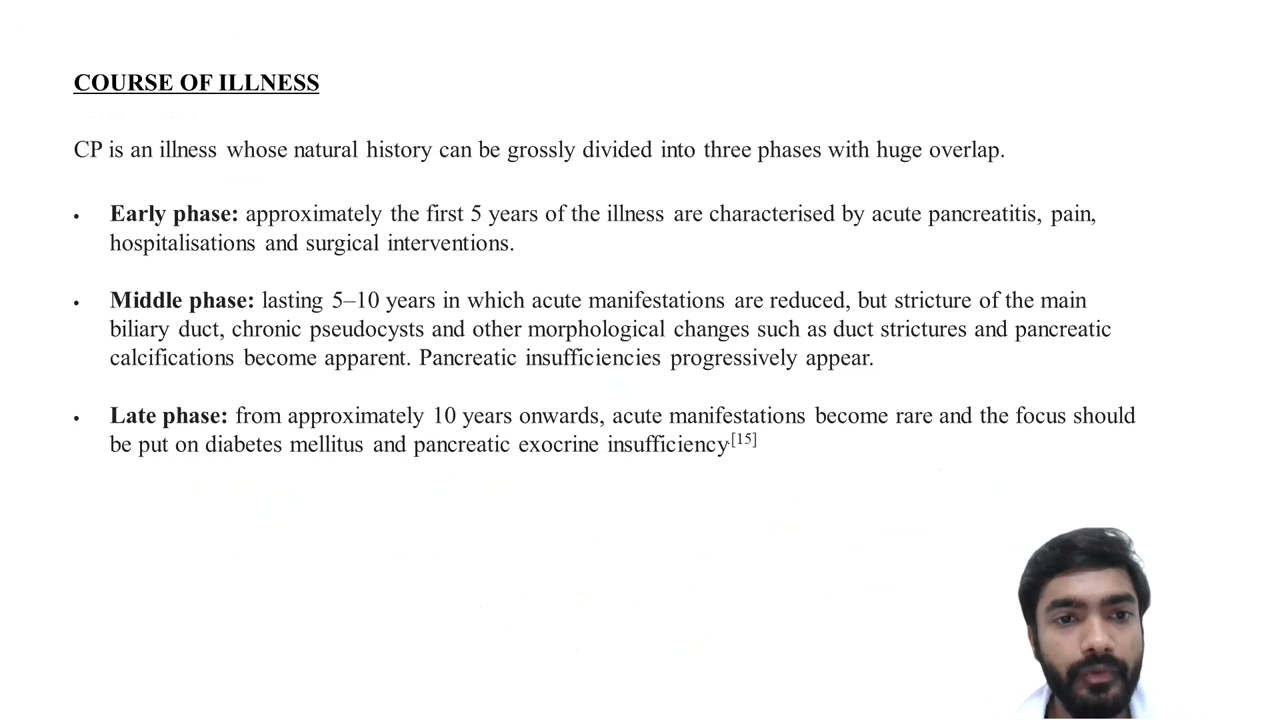 COURSE OF ILLNESS
CP is an illness whose natural history can be grossly divided into three phases with huge overlap.
• Early phase: approximately the first 5 years of the illness are characterised by acute pancreatitis, pain,
hospitalisations and surgical interventions.
• Middle phase: lasting 5–10 years in which acute manifestations are reduced, but stricture of the main
biliary duct, chronic pseudocysts and other morphological changes such as duct strictures and pancreatic
calcifications become apparent. Pancreatic insufficiencies progressively appear.
• Late phase: from approximately 10 years onwards, acute manifestations become rare and the focus should
be put on diabetes mellitus and pancreatic exocrine insufficiency[15]